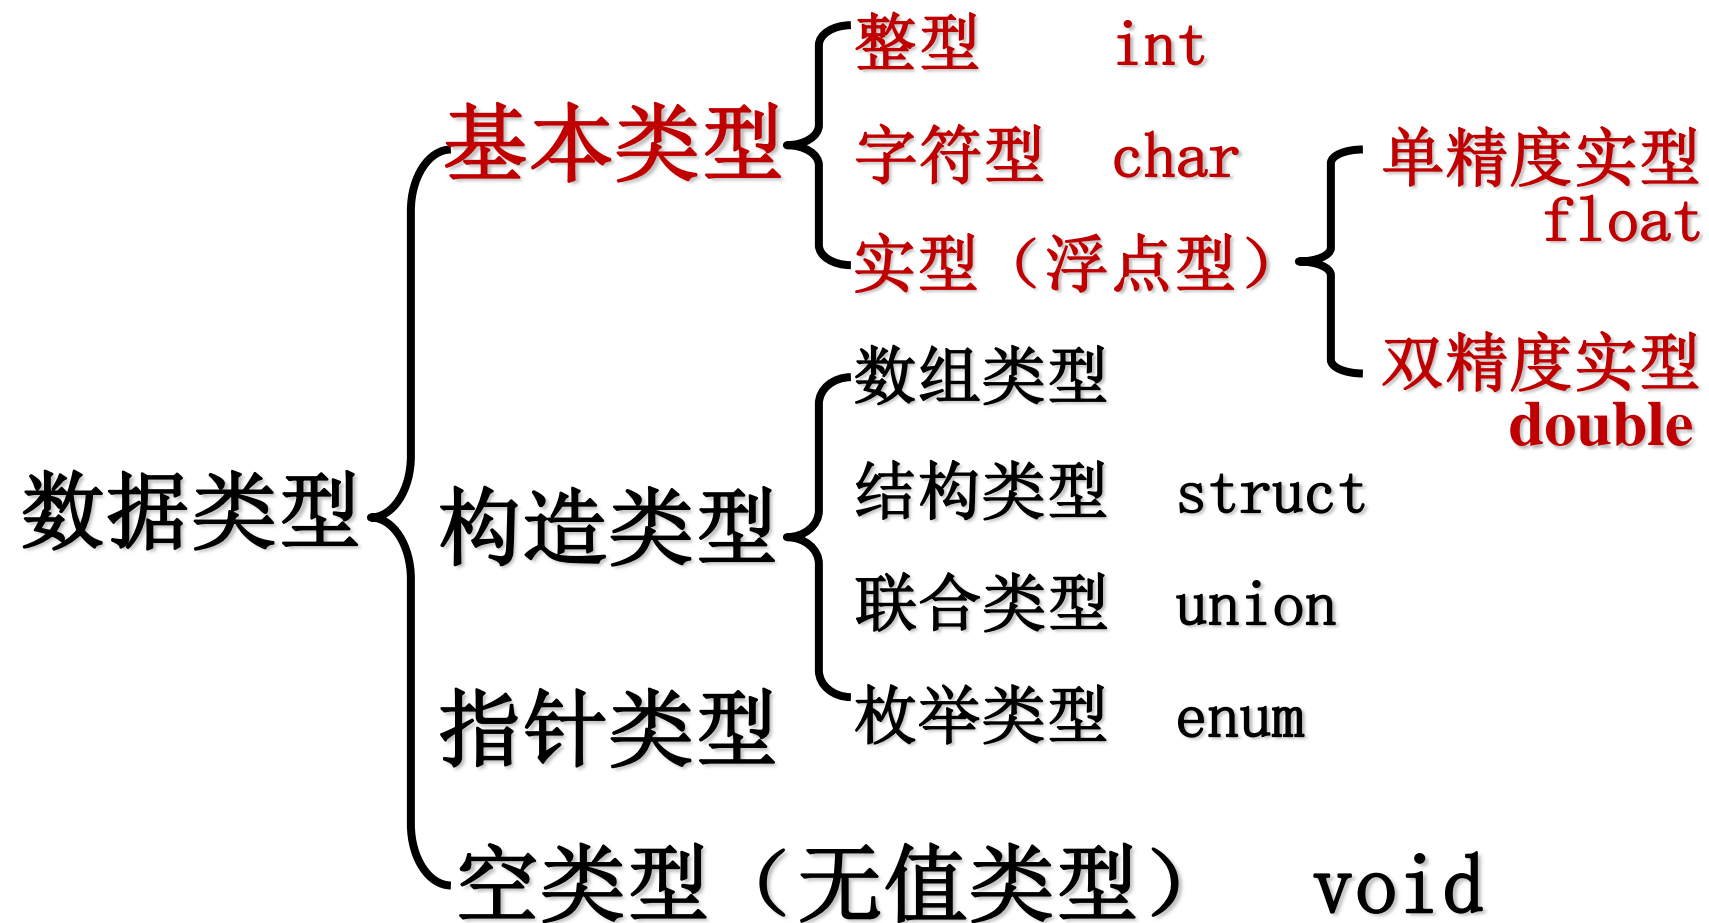 数据类型
基本类型
整型 int
字符型 char
实型（浮点型）
单精度实型
float
双精度实型
double
构造类型
数组类型
结构类型 struct
联合类型 union
枚举类型 enum
指针类型
空类型（无值类型） void